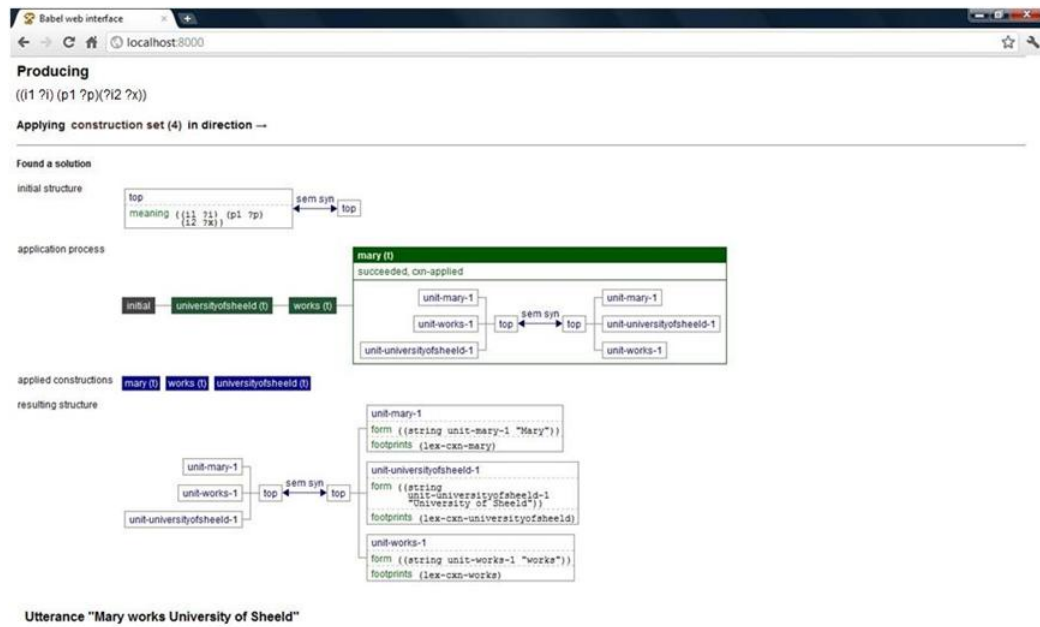 Babel web interface
localhost:8000
Producing
((i1 ?i) (p1 ?p)(?i2 ?x))
Applying construction set (4) in direction →
Found a solution
initial structure
top
meaning ((i1 ?i) (p1 ?p)
(i2 ?x))
sem syn
top
application process
initial
universityofsheeld (t)
works (t)
mary (t)
succeeded, cxn-applied
unit-mary-1
unit-works-1
unit-universityofsheeld-1
top
sem syn
top
unit-mary-1
unit-universityofsheeld-1
unit-works-1
applied constructions
mary (t)
works (t)
universityofsheeld (t)
resulting structure
unit-mary-1
unit-works-1
unit-universityofsheeld-1
top
sem syn
top
unit-mary-1
form ((string unit-mary-1 "Mary"))
footprints (lex-cxn-mary)
unit-universityofsheeld-1
form ((string
unit-universityofsheeld-1
"University of Sheeld"))
footprints (lex-cxn-universityofsheeld)
unit-works-1
form ((string unit-works-1 "works"))
footprints (lex-cxn-works)
Utterance "Mary works University of Sheeld"